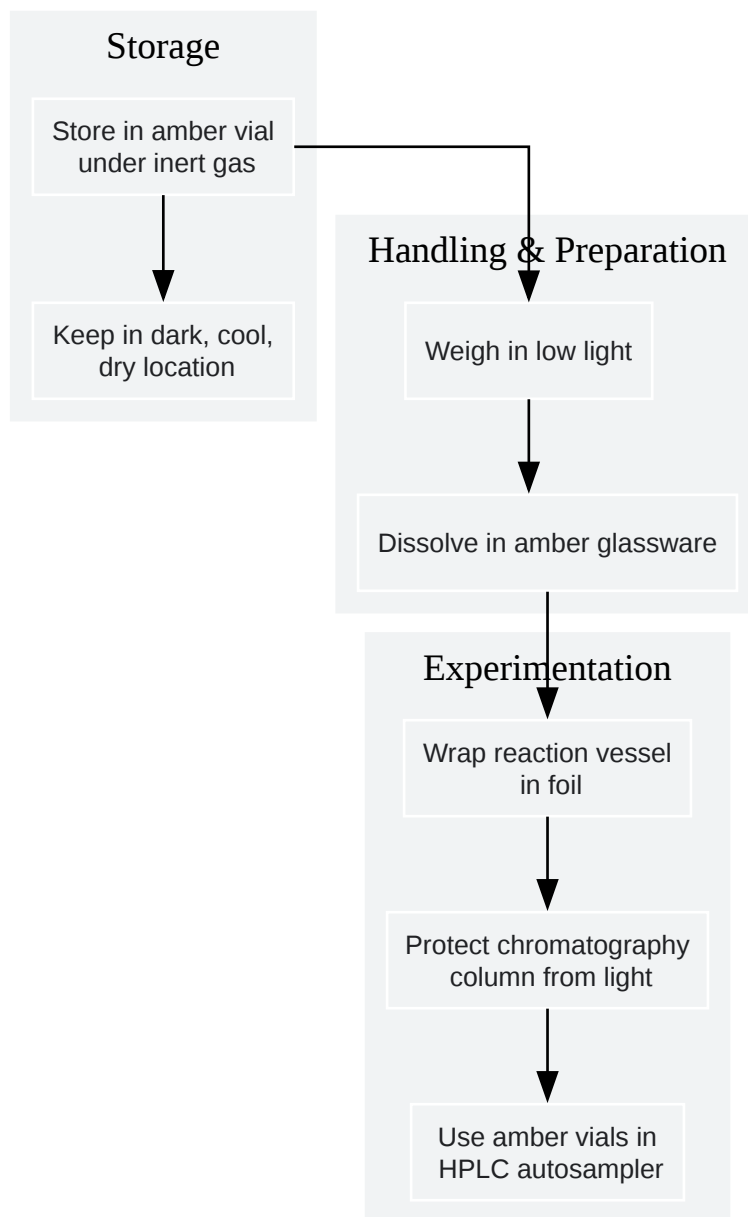 Storage
Store in amber vial
under inert gas
Keep in dark, cool,
dry location
Handling & Preparation
Weigh in low light
Dissolve in amber glassware
Experimentation
Wrap reaction vessel
in foil
Protect chromatography
column from light
Use amber vials in
HPLC autosampler